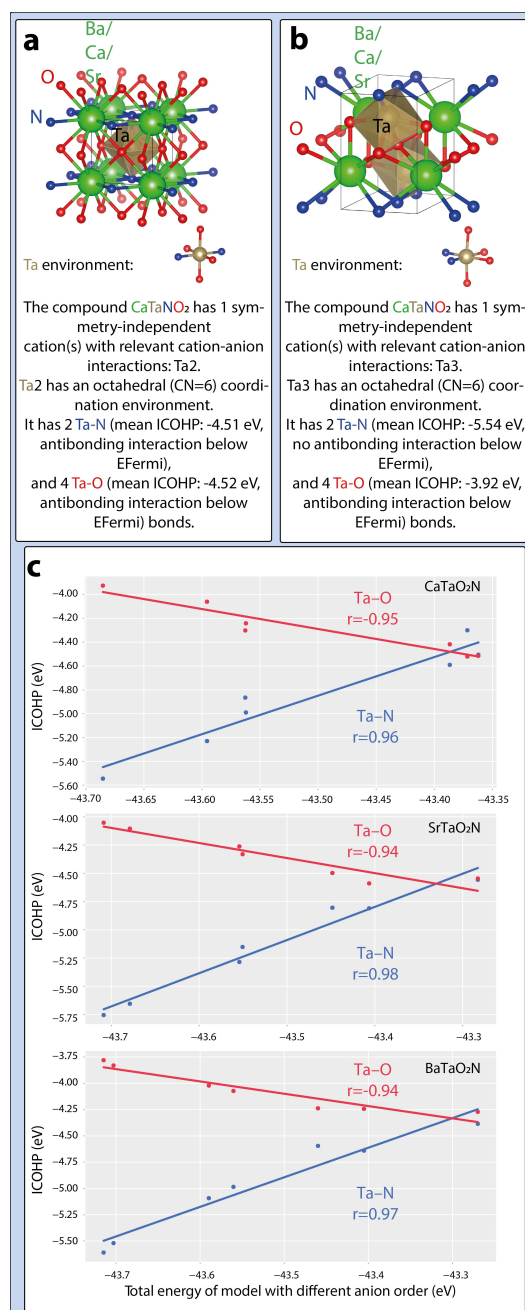 a
Ba/
Ca/
Sr
O
N
Ta
Ta environment:
The compound CaTaNO₂ has 1 sym-
metry-independent
cation(s) with relevant cation-anion
interactions: Ta2.
Ta2 has an octahedral (CN=6) coordi-
nation environment.
It has 2 Ta-N (mean ICOHP: -4.51 eV,
antibonding interaction below
EFermi),
and 4 Ta-O (mean ICOHP: -4.52 eV,
antibonding interaction below
EFermi) bonds.
b
Ba/
Ca/
Sr
N
O
Ta
Ta environment:
The compound CaTaNO₂ has 1 sym-
metry-independent
cation(s) with relevant cation-anion
interactions: Ta3.
Ta3 has an octahedral (CN=6) coor-
dination environment.
It has 2 Ta-N (mean ICOHP: -5.54 eV,
no antibonding interaction below
EFermi),
and 4 Ta-O (mean ICOHP: -3.92 eV,
antibonding interaction below
EFermi) bonds.
c
CaTaO₂N
Ta–O
r=-0.95
Ta–N
r=0.96
ICOHP (eV)
−4.00
−4.20
−4.40
−4.60
−4.80
−5.00
−5.20
−5.40
−5.60
−43.70 −43.65 −43.60 −43.55 −43.50 −43.45 −43.40 −43.35
SrTaO₂N
Ta–O
r=-0.94
Ta–N
r=0.98
ICOHP (eV)
−4.00
−4.25
−4.50
−4.75
−5.00
−5.25
−5.50
−5.75
−43.7 −43.6 −43.5 −43.4 −43.3
BaTaO₂N
Ta–O
r=-0.94
Ta–N
r=0.97
ICOHP (eV)
−3.75
−4.00
−4.25
−4.50
−4.75
−5.00
−5.25
−5.50
−43.7 −43.6 −43.5 −43.4 −43.3
Total energy of model with different anion order (eV)